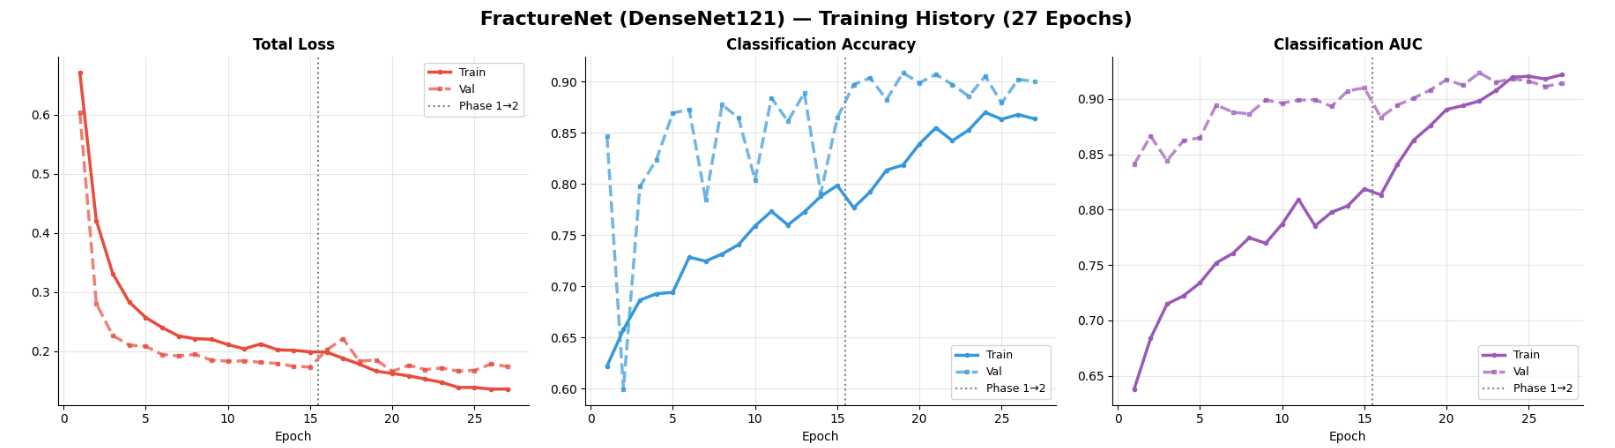 FractureNet (DenseNet121) — Training History (27 Epochs)
Total Loss
Train
Val
Phase 1→2
0.6
0.5
0.4
0.3
0.2
0 5 10 15 20 25
Epoch
Classification Accuracy
0.90
0.85
0.80
0.75
0.70
0.65
0.60
Train
Val
Phase 1→2
0 5 10 15 20 25
Epoch
Classification AUC
0.90
0.85
0.80
0.75
0.70
0.65
Train
Val
Phase 1→2
0 5 10 15 20 25
Epoch